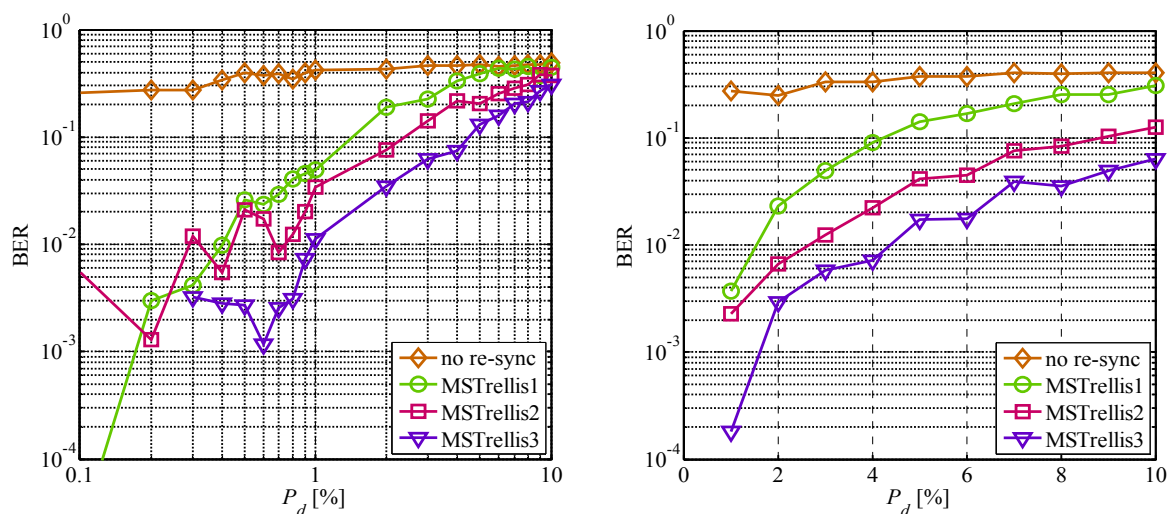 10^0
10^-1
10^-2
10^-3
10^-4
BER
0.1
1
10
P_d [%]
no re-sync
MSTrellis1
MSTrellis2
MSTrellis3
10^0
10^-1
10^-2
10^-3
10^-4
BER
0
2
4
6
8
10
P_d [%]
no re-sync
MSTrellis1
MSTrellis2
MSTrellis3